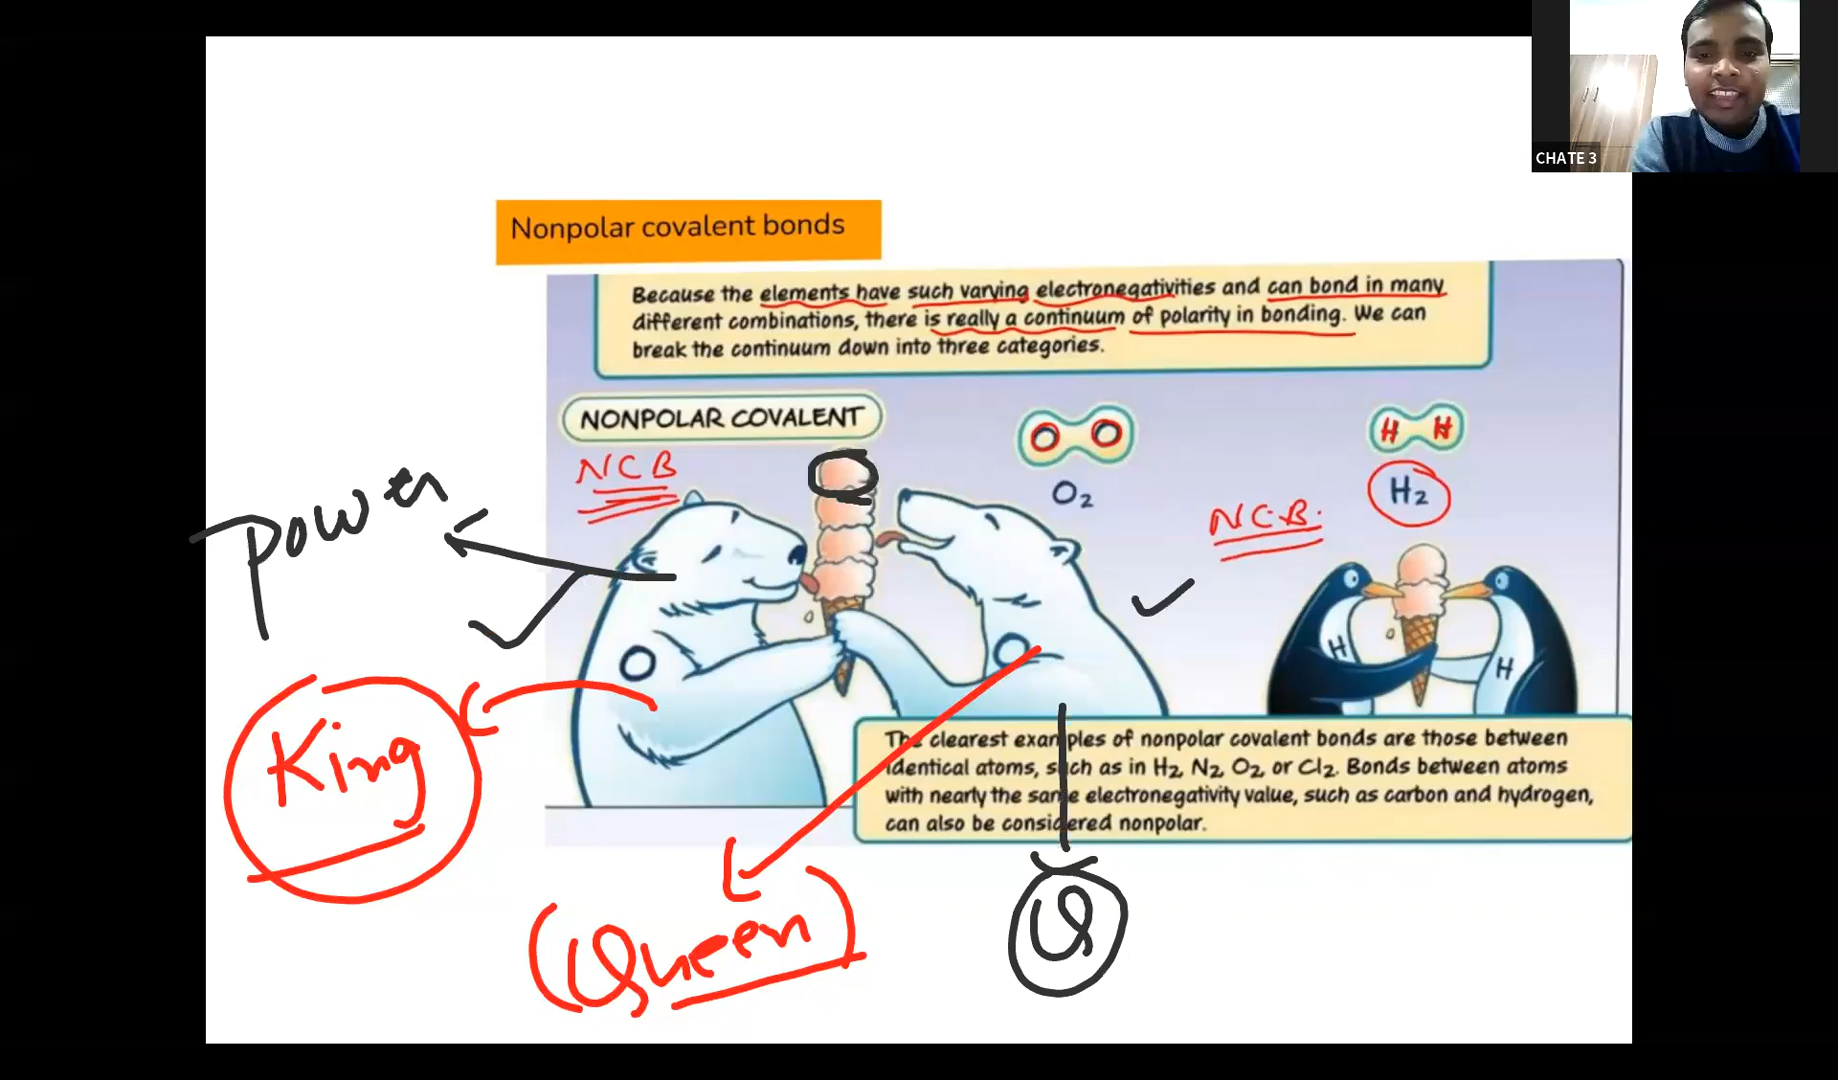 CHATE 3
Nonpolar covalent bonds
Because the elements have such varying electronegativities and can bond in many
different combinations, there is really a continuum of polarity in bonding. We can
break the continuum down into three categories.
NONPOLAR COVALENT
O O
H H
NCB
O2
H2
N.C.B.
Power
O
O
H
H
King
The clearest examples of nonpolar covalent bonds are those between
identical atoms, such as in H2, N2, O2, or Cl2. Bonds between atoms
with nearly the same electronegativity value, such as carbon and hydrogen,
can also be considered nonpolar.
(Queen)
Q